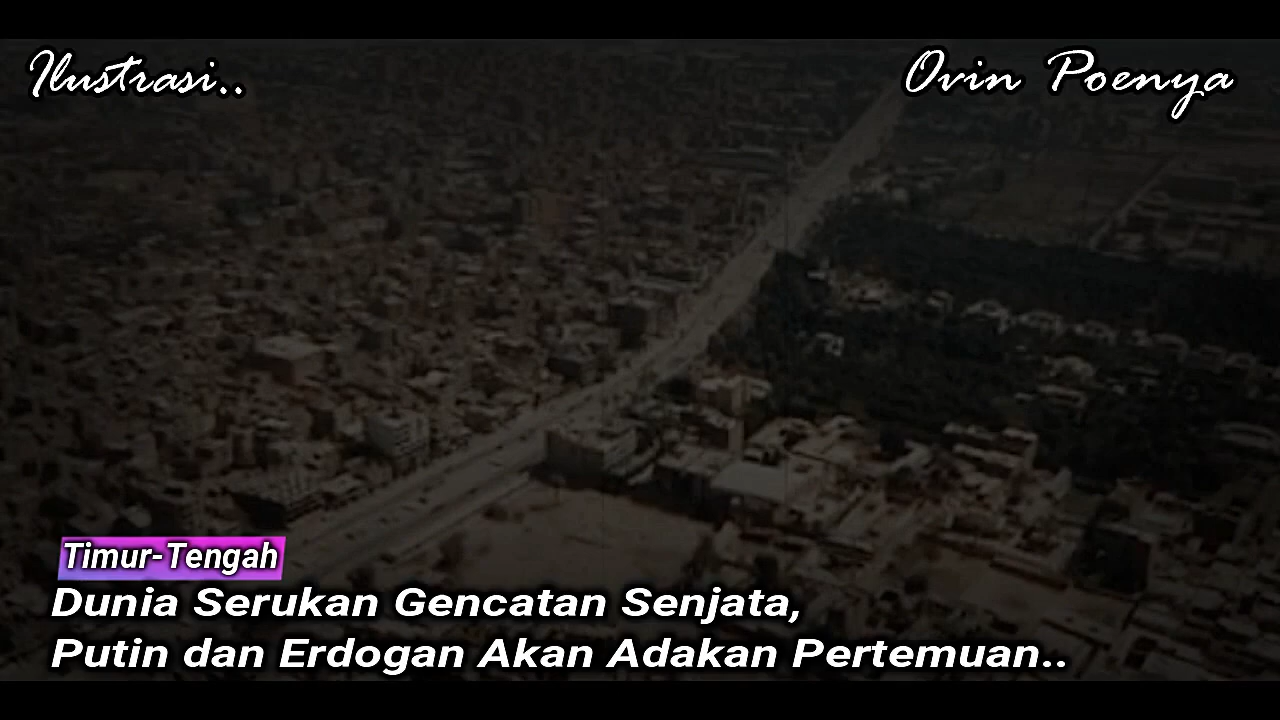 Ilustrasi..
Ovin Poenya
Timur-Tengah
Dunia Serukan Gencatan Senjata,
Putin dan Erdogan Akan Adakan Pertemuan..